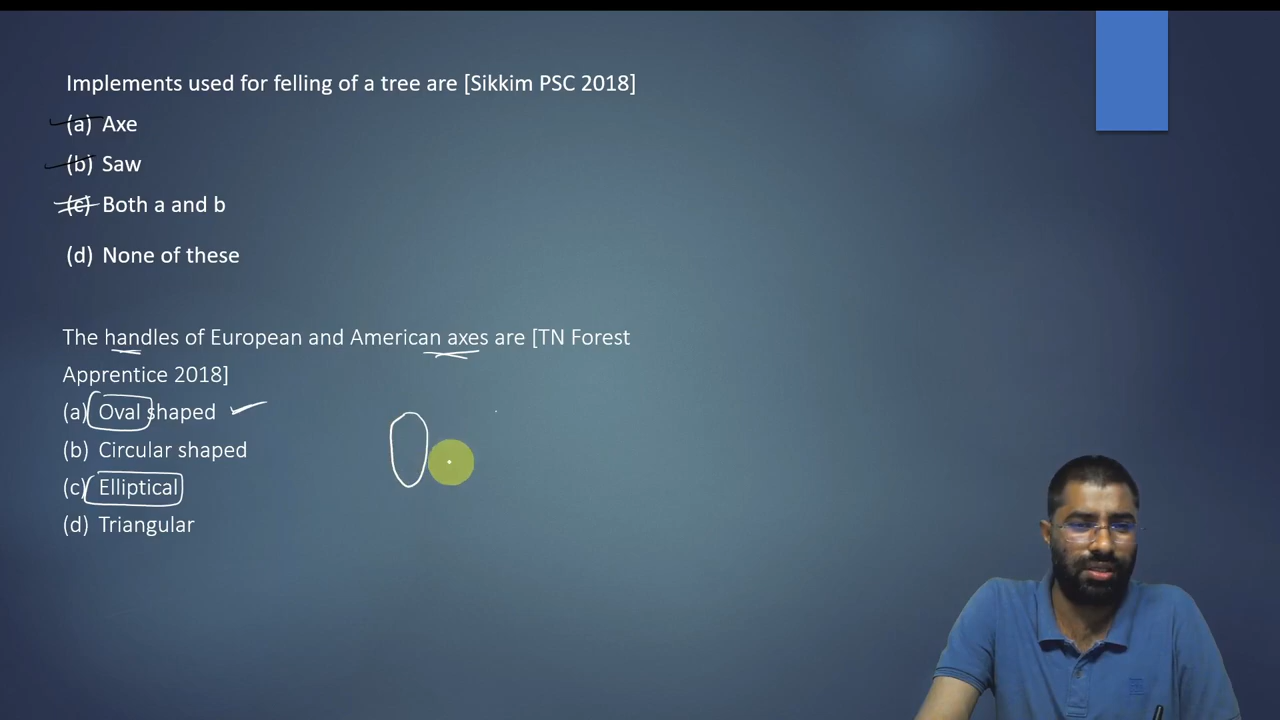 Implements used for felling of a tree are [Sikkim PSC 2018]
(a) Axe
(b) Saw
(c) Both a and b
(d) None of these
The handles of European and American axes are [TN Forest
Apprentice 2018]
(a) Oval shaped
(b) Circular shaped
(c) Elliptical
(d) Triangular